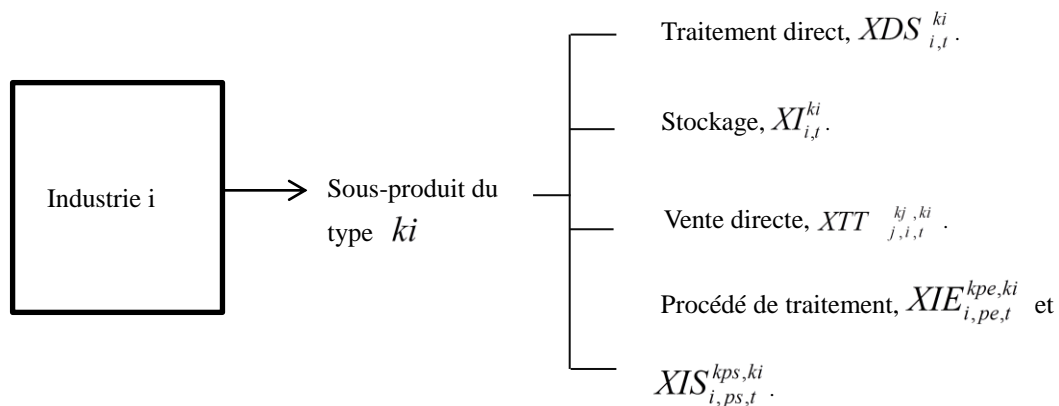 Traitement direct, XDS^{ki}_{i,t}.
Stockage, XI^{ki}_{i,t}.
Industrie i
Sous-produit du
type ki
Vente directe, XTT^{kj,ki}_{j,i,t}.
Procédé de traitement, XIE^{kpe,ki}_{i,pe,t} et
XIS^{kps,ki}_{i,ps,t}.